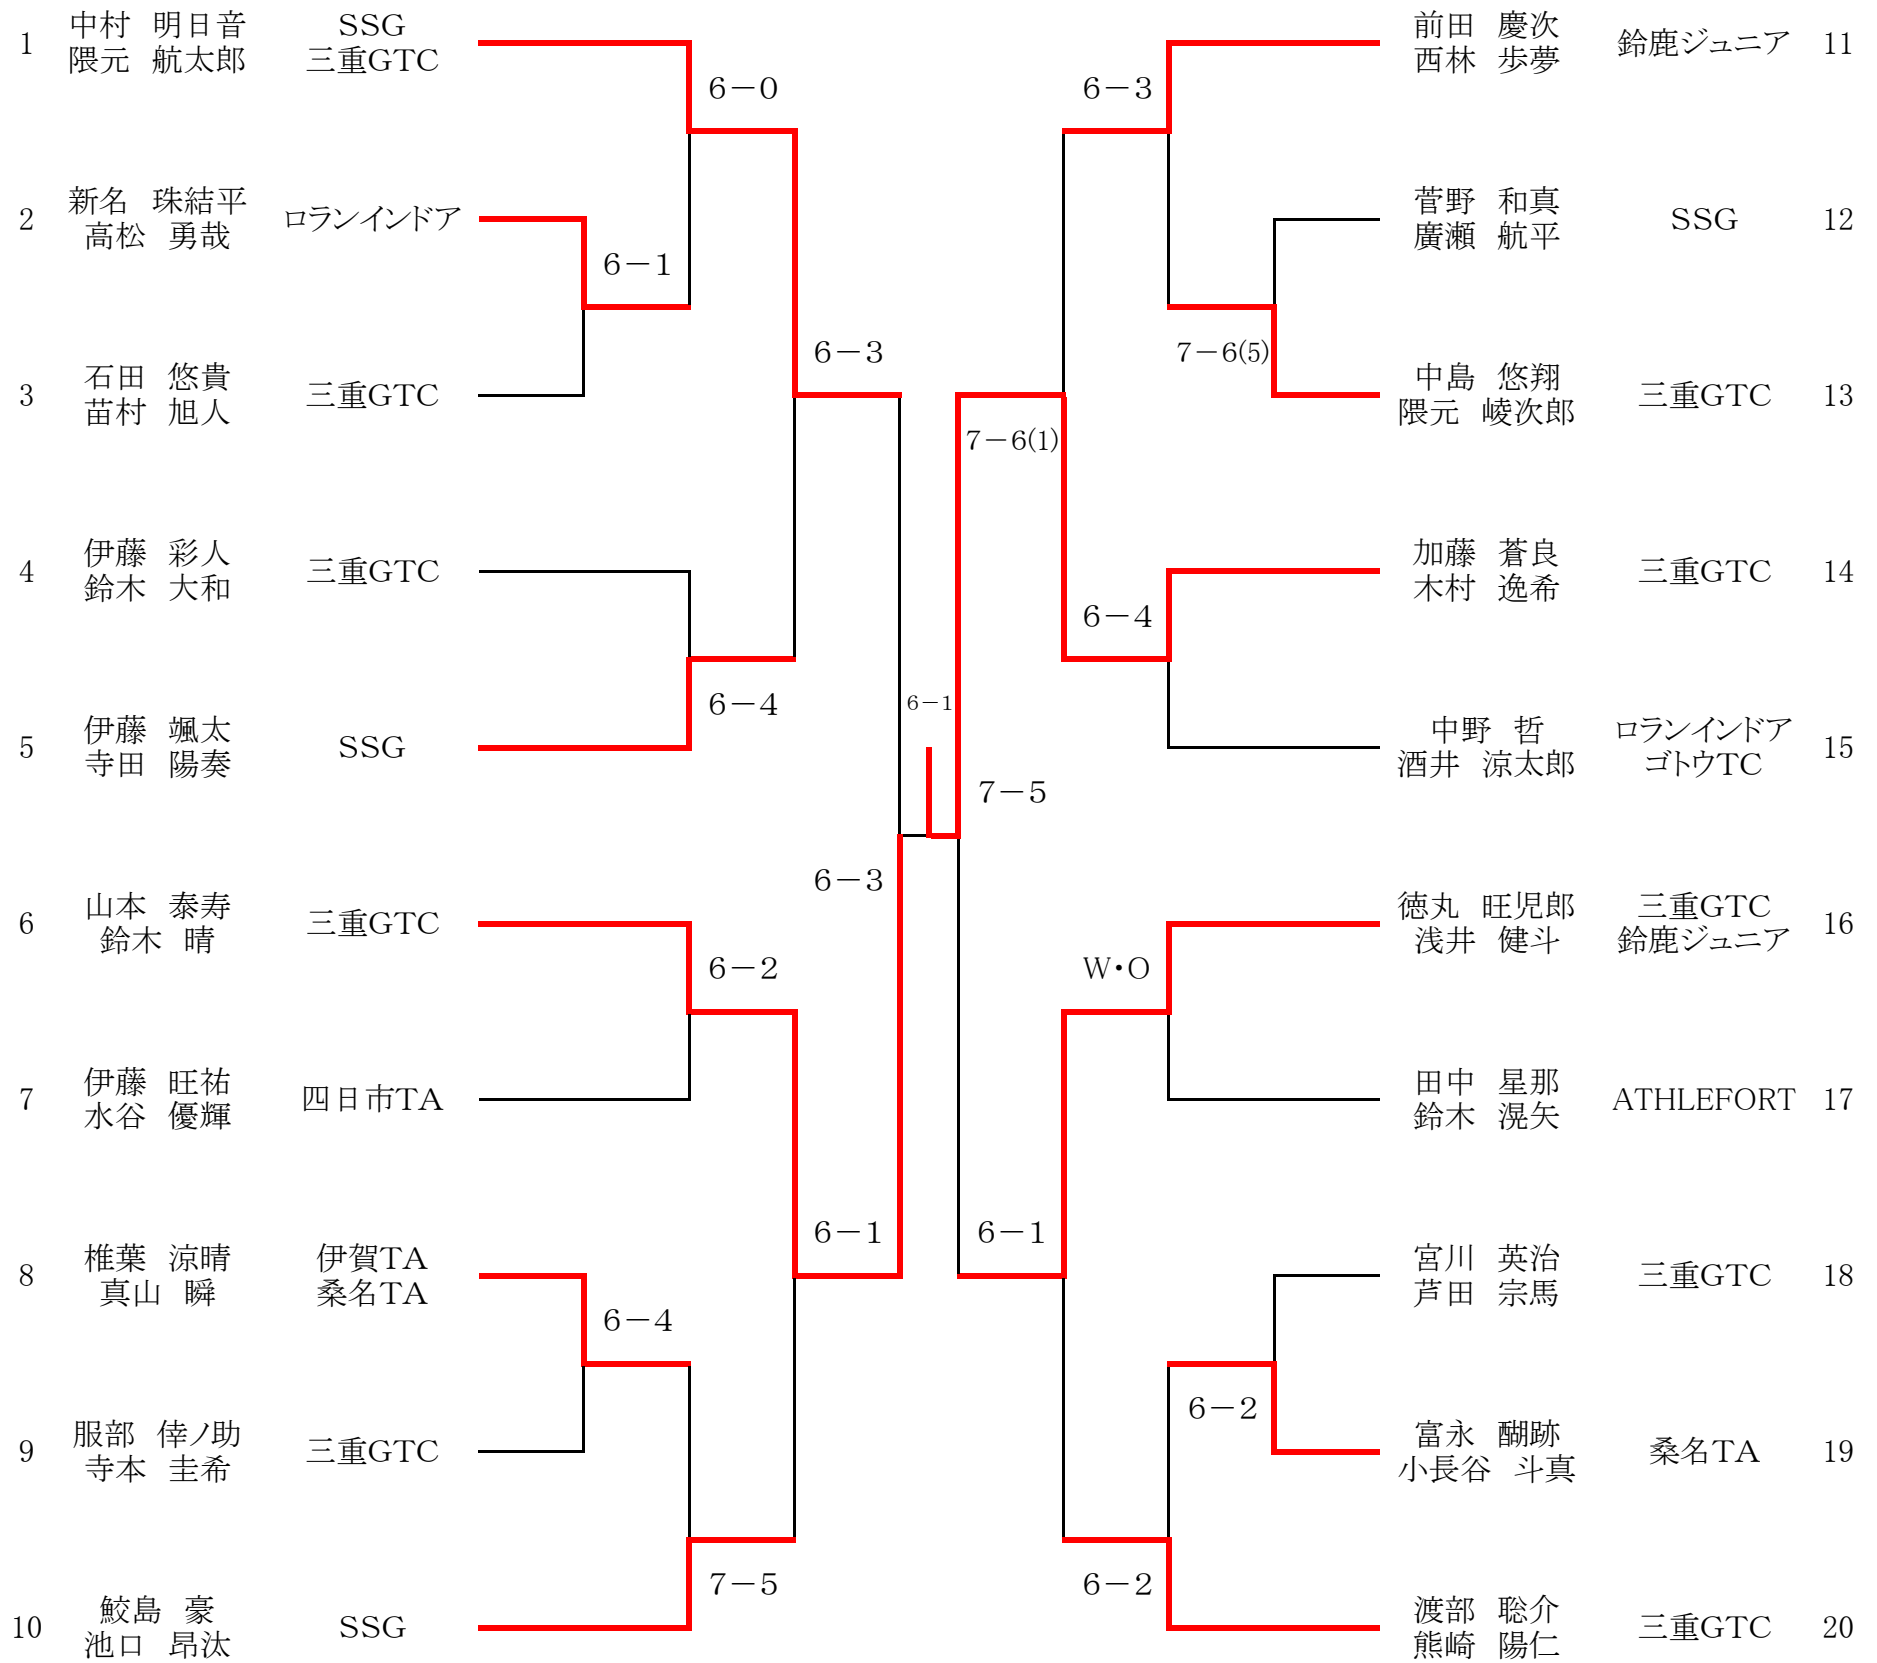 1 中村 明日音 SSG
隈元 航太郎 三重GTC
6-0
2 新名 珠結平 ロランインドア
高松 勇哉
6-1
3 石田 悠貴 三重GTC
苗村 旭人
6-3
4 伊藤 彩人 三重GTC
鈴木 大和
6-4
5 伊藤 颯太 SSG
寺田 陽奏
6-3
6 山本 泰寿 三重GTC
鈴木 晴
6-2
7 伊藤 旺祐 四日市TA
水谷 優輝
6-1
8 椎葉 涼晴 伊賀TA
真山 瞬 桑名TA
6-4
9 服部 倖ノ助 三重GTC
寺本 圭希
7-5
10 鮫島 豪 SSG
池口 昂汰
6-1
前田 慶次 鈴鹿ジュニア 11
西林 歩夢
6-3
菅野 和真 SSG 12
廣瀬 航平
7-6(5)
中島 悠翔 三重GTC 13
隈元 崚次郎
7-6(1)
加藤 蒼良 三重GTC 14
木村 逸希
6-4
中野 哲 ロランインドア 15
酒井 涼太郎 ゴトウTC
7-5
徳丸 旺児郎 三重GTC 16
浅井 健斗 鈴鹿ジュニア
W・O
田中 星那 ATHLEFORT 17
鈴木 滉矢
6-1
宮川 英治 三重GTC 18
芦田 宗馬
6-2
富永 醐跡 桑名TA 19
小長谷 斗真
6-2
渡部 聡介 三重GTC 20
熊崎 陽仁